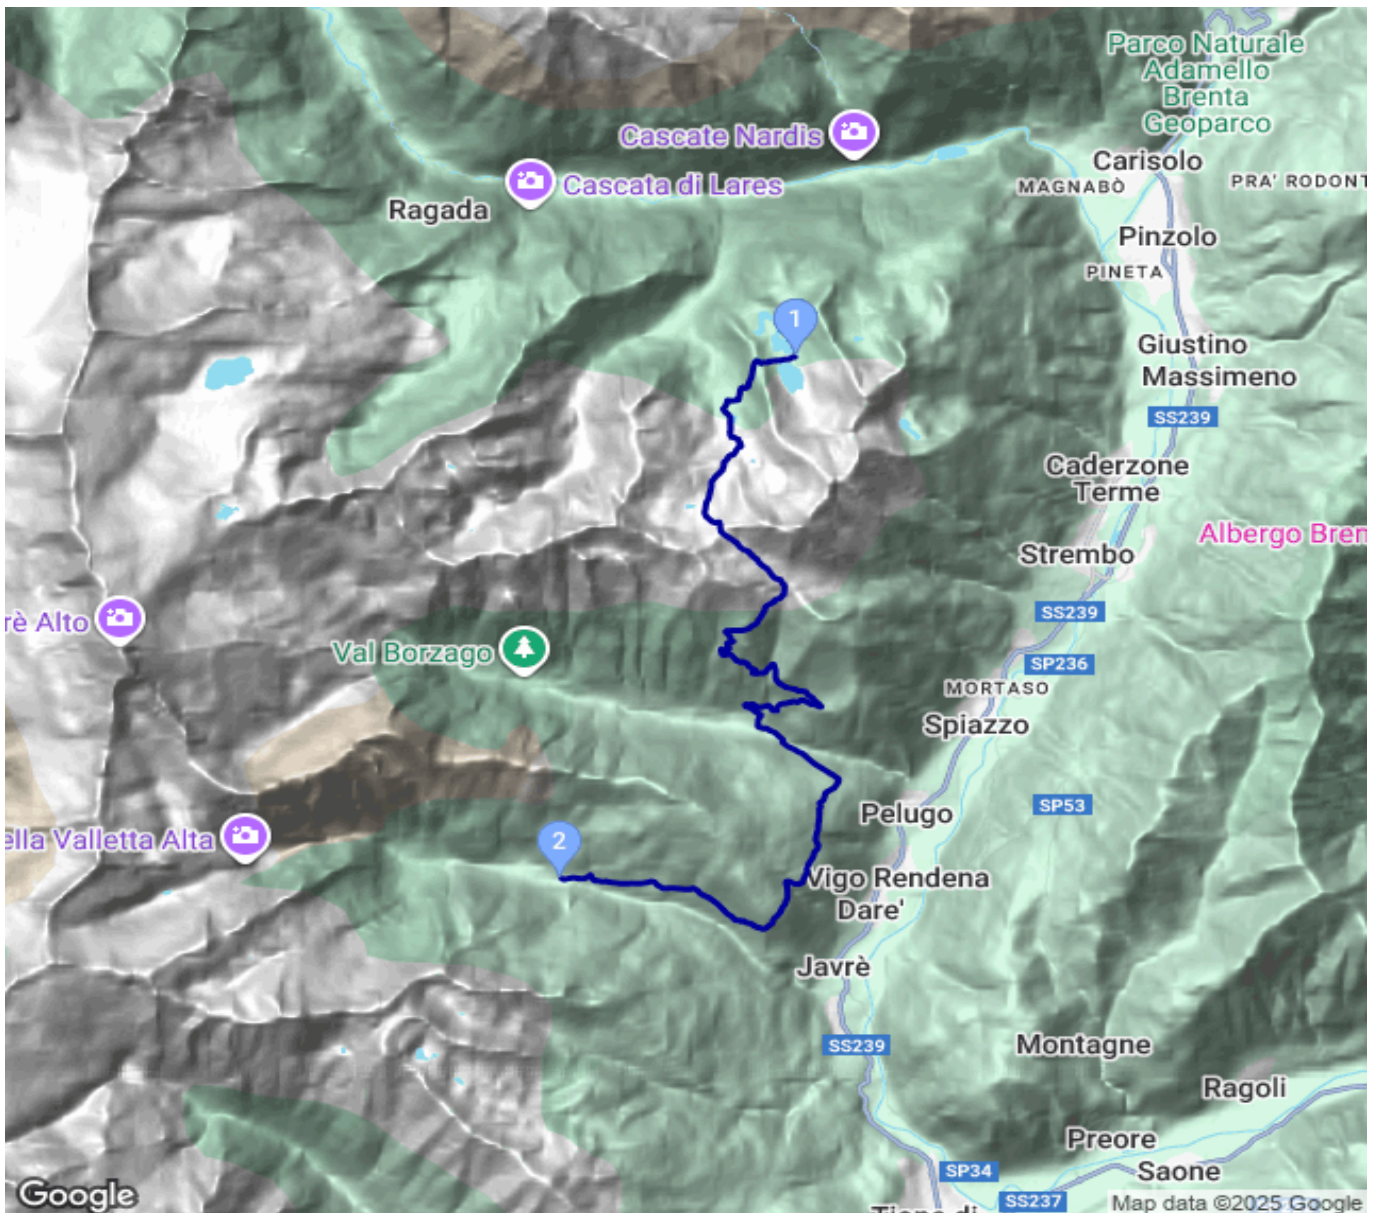 Parco Naturale
Adamello
Brenta
Geoparco
Cascate Nardis
Carisolo
Cascata di Lares
MAGNABÒ
PRA' RODONT
Ragada
Pinzolo
PINETA
1
Giustino
Massimeno
SS239
Caderzone
Terme
Albergo Bren
Strembo
SS239
rè Alto
Val Borzago
SP236
MORTASO
Spiazzo
SP53
Pelugo
ella Valletta Alta
2
Vigo Rendena
Dare'
Javrè
SS239
Montagne
Ragoli
Preore
SP34
Saone
SS237
Google
Map data ©2025 Google